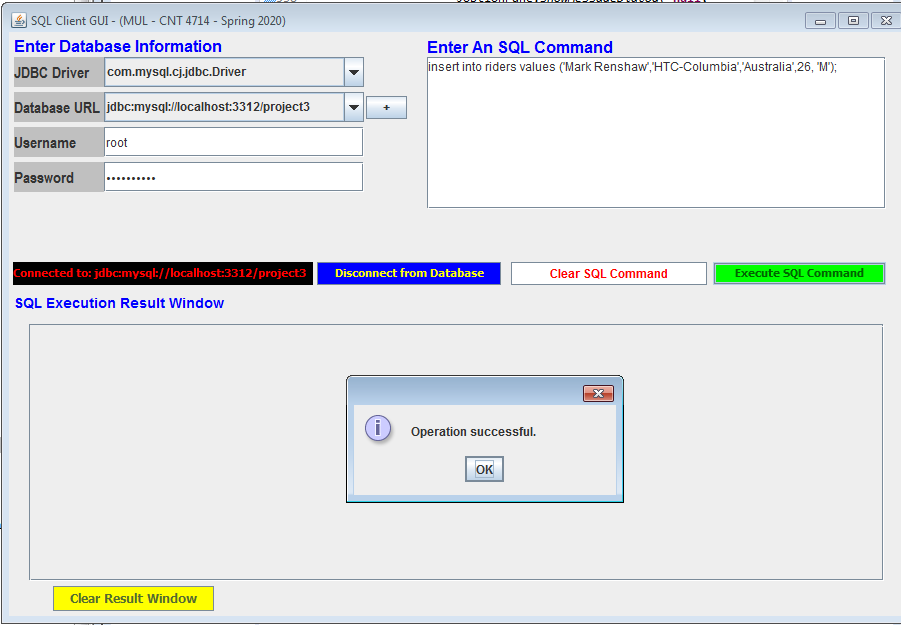 SQL Client GUI - (MUL - CNT 4714 - Spring 2020)
Enter Database Information
JDBC Driver com.mysql.cj.jdbc.Driver
Database URL jdbc:mysql://localhost:3312/project3 +
Username root
Password ••••••••••
Enter An SQL Command
insert into riders values ('Mark Renshaw','HTC-Columbia','Australia',26, 'M');
Connected to: jdbc:mysql://localhost:3312/project3 Disconnect from Database Clear SQL Command Execute SQL Command
SQL Execution Result Window
Operation successful.
OK
Clear Result Window